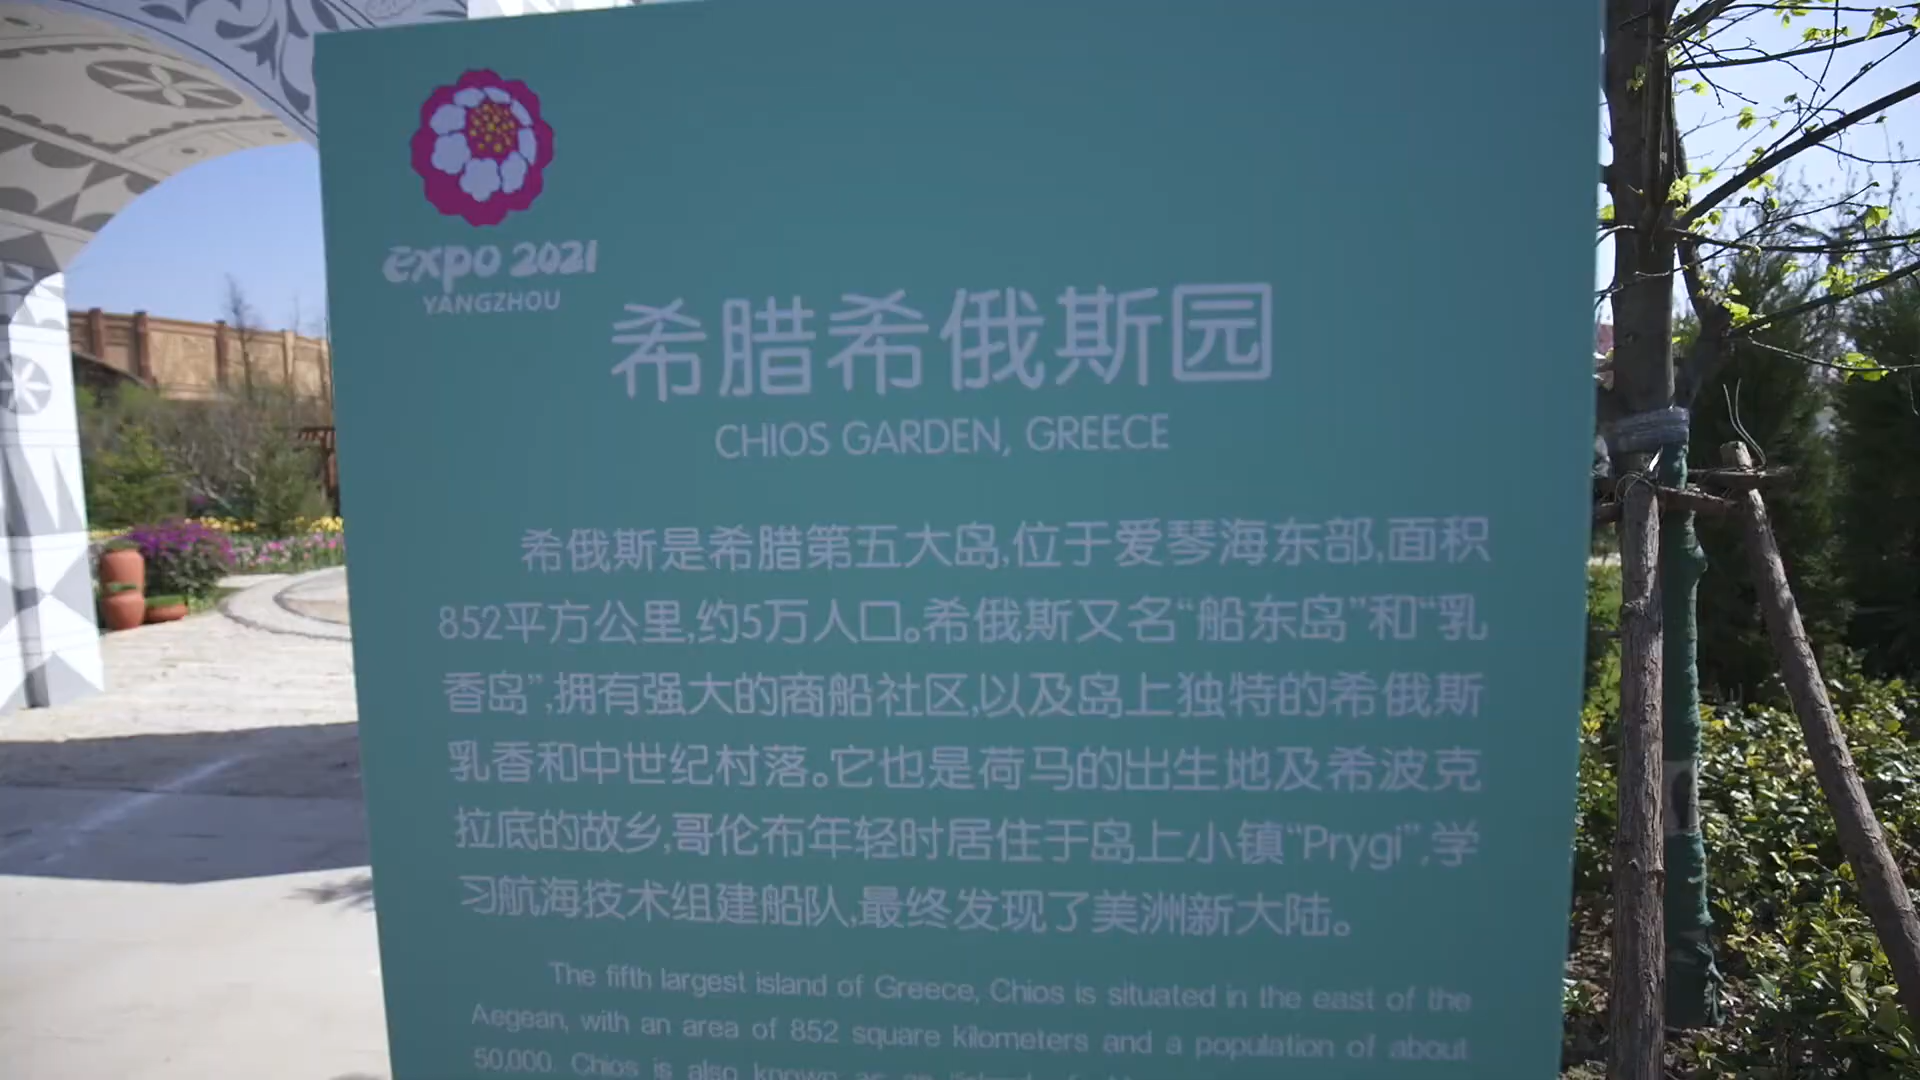 EXPO 2021
YANGZHOU
希腊希俄斯园
CHIOS GARDEN, GREECE
希俄斯是希腊第五大岛,位于爱琴海东部,面积
852平方公里,约5万人口。希俄斯又名“船东岛”和“乳
香岛”,拥有强大的商船社区,以及岛上独特的希俄斯
乳香和中世纪村落。它也是荷马的出生地及希波克
拉底的故乡,哥伦布年轻时居住于岛上小镇“Prygi”,学
习航海技术组建船队,最终发现了美洲新大陆。
The fifth largest island of Greece, Chios is situated in the east of the
Aegean, with an area of 852 square kilometers and a population of about
50,000. Chios is also known as an